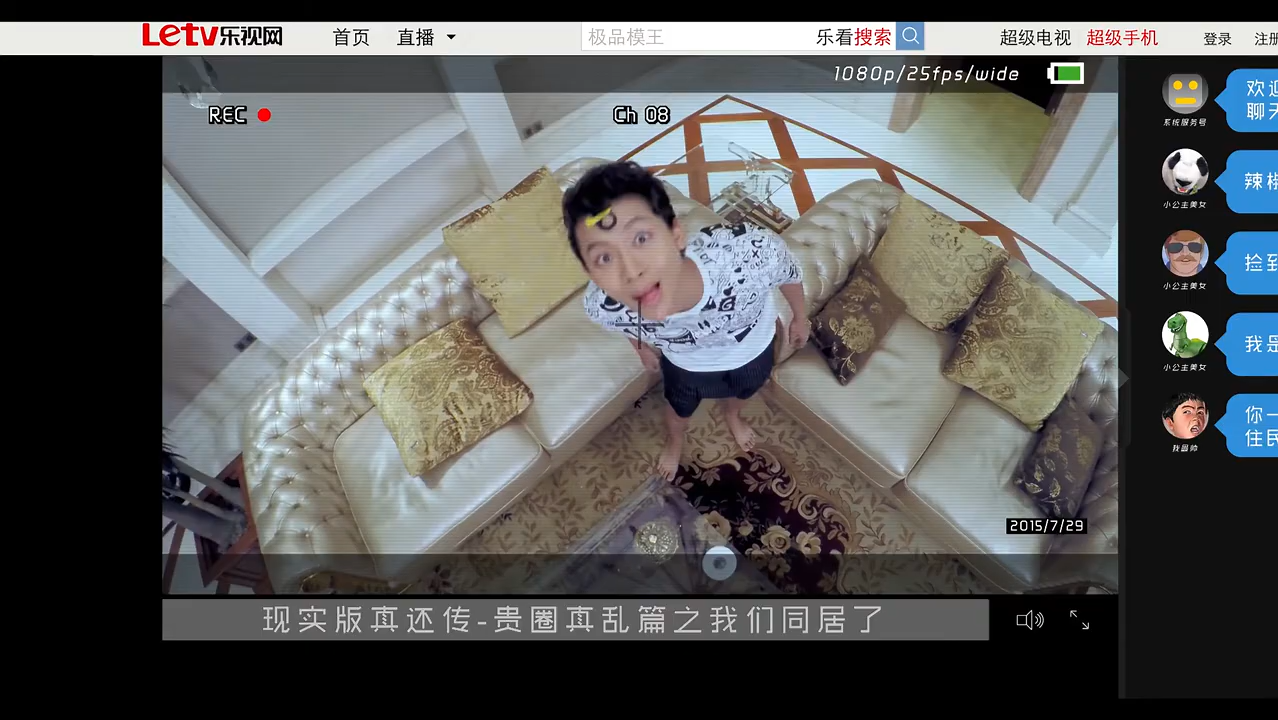 Letv乐视网 首页 直播 极品模王 乐看搜索 超级电视 超级手机 登录 注册
1080p/25fps/wide
REC
Ch 08
2015/7/29
现实版真还传-贵圈真乱篇之我们同居了
欢迎
聊天
系统服务号
辣椒
小公主美女
捡到
小公主美女
我是
小公主美女
你一
住民
我最帅